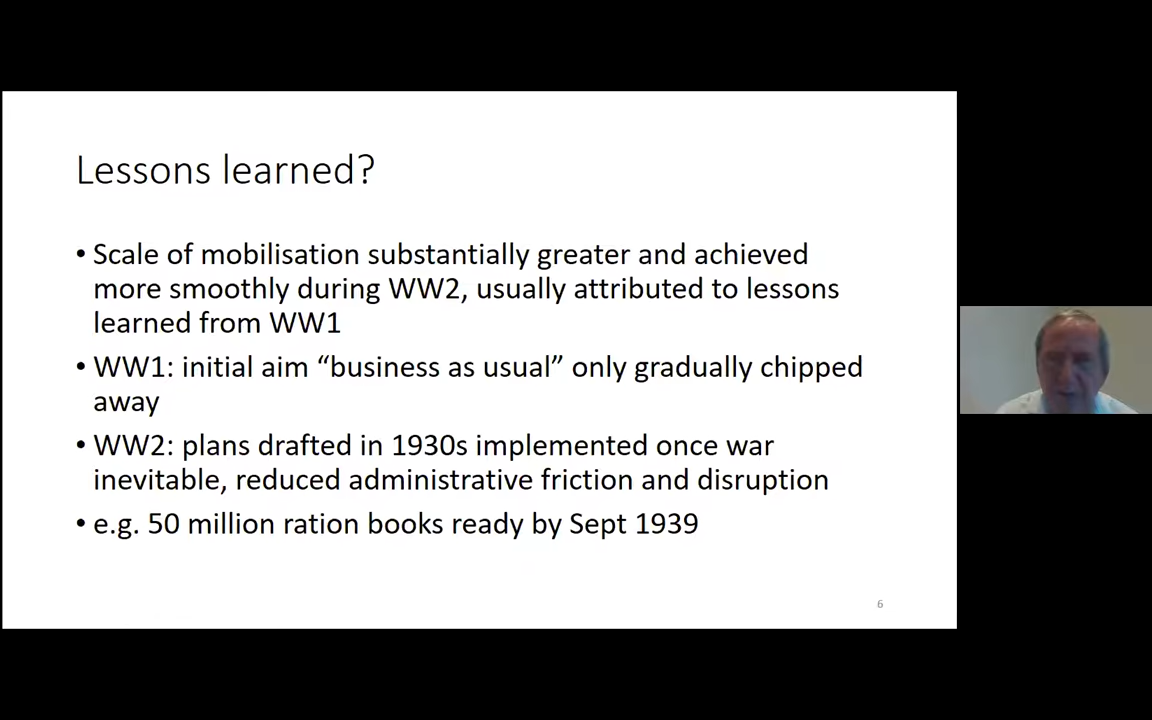 Lessons learned?
• Scale of mobilisation substantially greater and achieved
more smoothly during WW2, usually attributed to lessons
learned from WW1
• WW1: initial aim “business as usual” only gradually chipped
away
• WW2: plans drafted in 1930s implemented once war
inevitable, reduced administrative friction and disruption
• e.g. 50 million ration books ready by Sept 1939
6